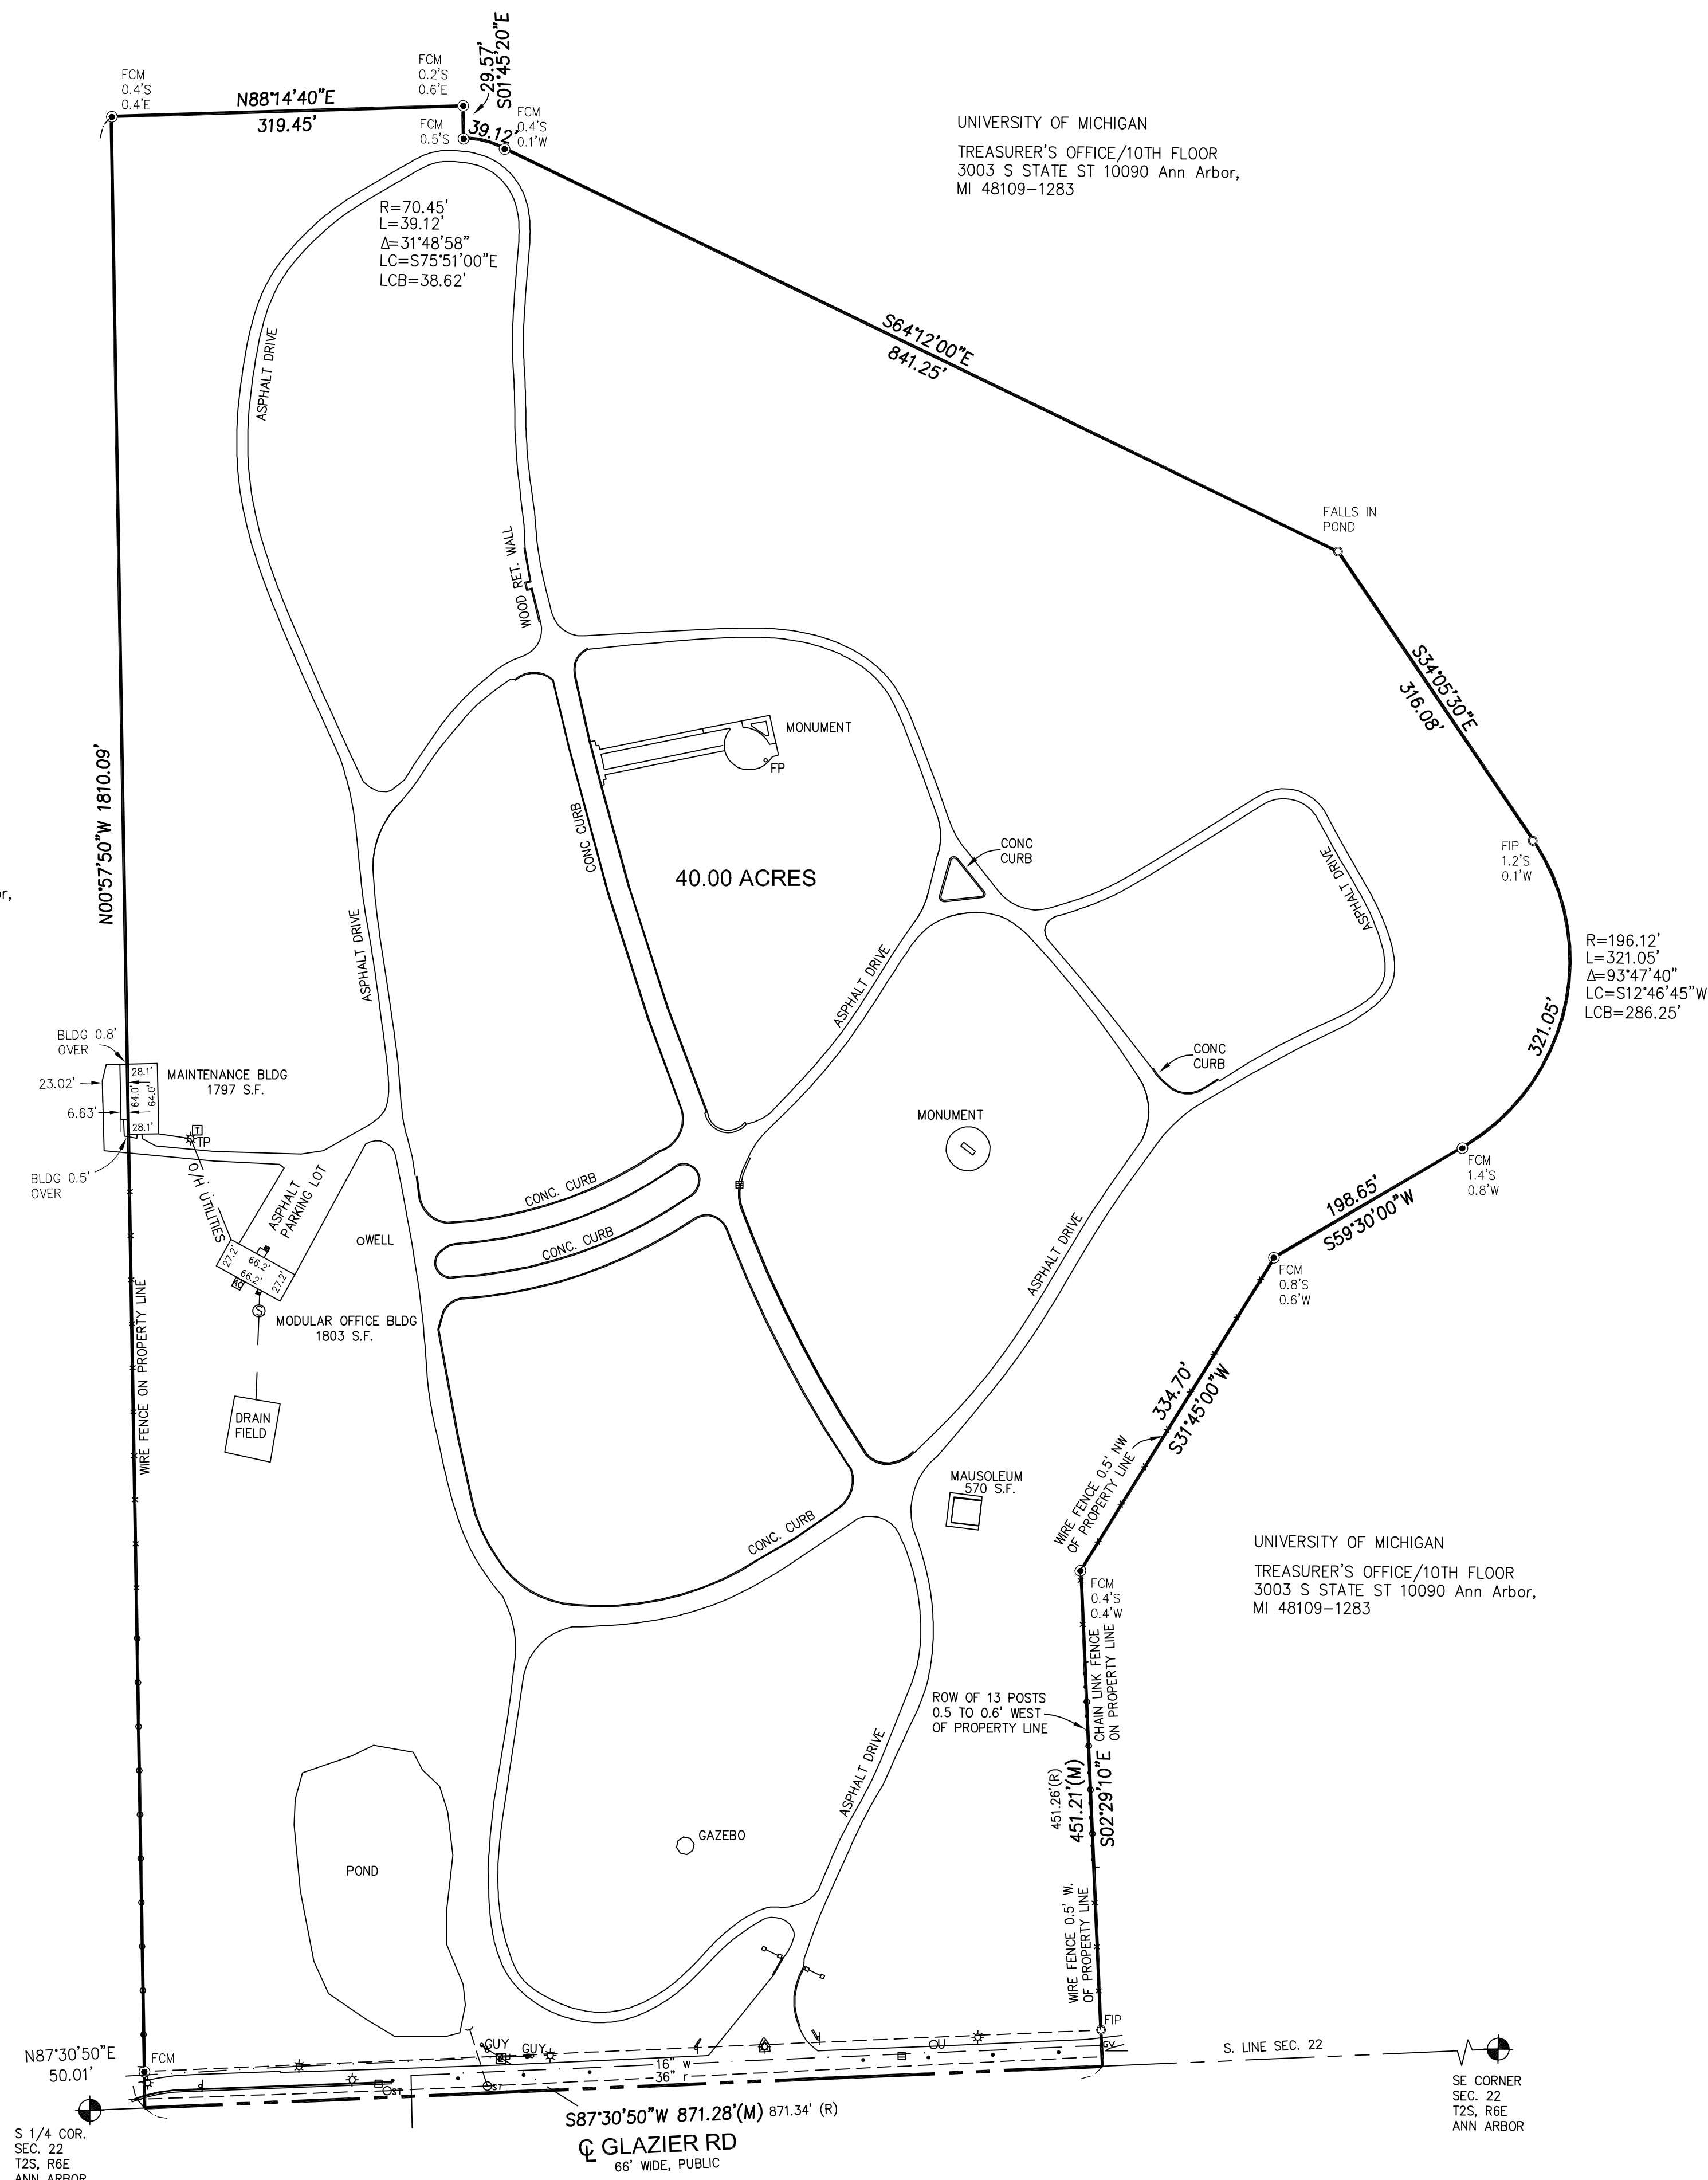 FCM
0.4'S
0.4'E
N88°14'40"E
319.45'
FCM
0.2'S
0.6'E
29.57'
S01°45'20"E
FCM
0.5'S
39.12'
FCM
0.4'S
0.1'W
UNIVERSITY OF MICHIGAN
TREASURER'S OFFICE/10TH FLOOR
3003 S STATE ST 10090 Ann Arbor,
MI 48109-1283
R=70.45'
L=39.12'
Δ=31°48'58"
LC=S75°51'00"E
LCB=38.62'
S64°12'00"E
841.25'
ASPHALT DRIVE
WOOD RET. WALL
FALLS IN
POND
S34°05'30"E
316.08'
MONUMENT
FP
N00°57'50"W 1810.09'
CONC CURB
40.00 ACRES
CONC
CURB
ASPHALT DRIVE
FIP
1.2'S
0.1'W
or,
ASPHALT DRIVE
ASPHALT DRIVE
R=196.12'
L=321.05'
Δ=93°47'40"
LC=S12°46'45"W
LCB=286.25'
321.05'
BLDG 0.8'
OVER
23.02'
6.63'
28.1'
64.0'
64.0'
28.1'
MAINTENANCE BLDG
1797 S.F.
T
TP
BLDG 0.5'
OVER
O/H UTILITIES
ASPHALT
PARKING LOT
CONC
CURB
MONUMENT
FCM
1.4'S
0.8'W
198.65'
S59°30'00"W
CONC. CURB
CONC. CURB
WELL
27.2'
66.2'
66.2'
27.2'
S
MODULAR OFFICE BLDG
1803 S.F.
ASPHALT DRIVE
FCM
0.8'S
0.6'W
WIRE FENCE ON PROPERTY LINE
DRAIN
FIELD
334.70'
S31°45'00"W
WIRE FENCE 0.5' NW
OF PROPERTY LINE
MAUSOLEUM
570 S.F.
CONC. CURB
UNIVERSITY OF MICHIGAN
TREASURER'S OFFICE/10TH FLOOR
3003 S STATE ST 10090 Ann Arbor,
MI 48109-1283
FCM
0.4'S
0.4'W
CHAIN LINK FENCE
ON PROPERTY LINE
ROW OF 13 POSTS
0.5 TO 0.6' WEST
OF PROPERTY LINE
ASPHALT DRIVE
451.26'(R)
451.21'(M)
S02°29'10"E
GAZEBO
POND
WIRE FENCE 0.5' W.
OF PROPERTY LINE
FIP
N87°30'50"E
50.01'
FCM
GUY
GUY
U
GV
S. LINE SEC. 22
16" w
36" r
ST
ST
S87°30'50"W 871.28'(M) 871.34' (R)
℄ GLAZIER RD
66' WIDE, PUBLIC
S 1/4 COR.
SEC. 22
T2S, R6E
ANN ARBOR
SE CORNER
SEC. 22
T2S, R6E
ANN ARBOR